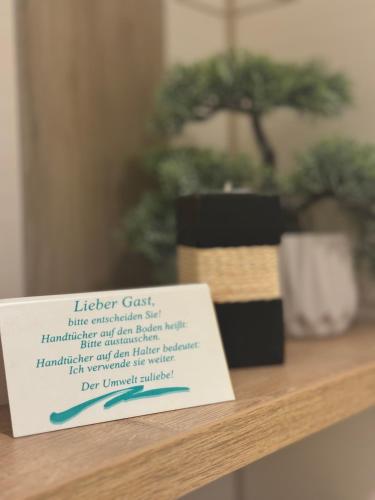 Lieber Gast,
bitte entscheiden Sie!
Handtücher auf den Boden heißt:
Bitte austauschen.
Handtücher auf den Halter bedeutet:
Ich verwende sie weiter.
Der Umwelt zuliebe!